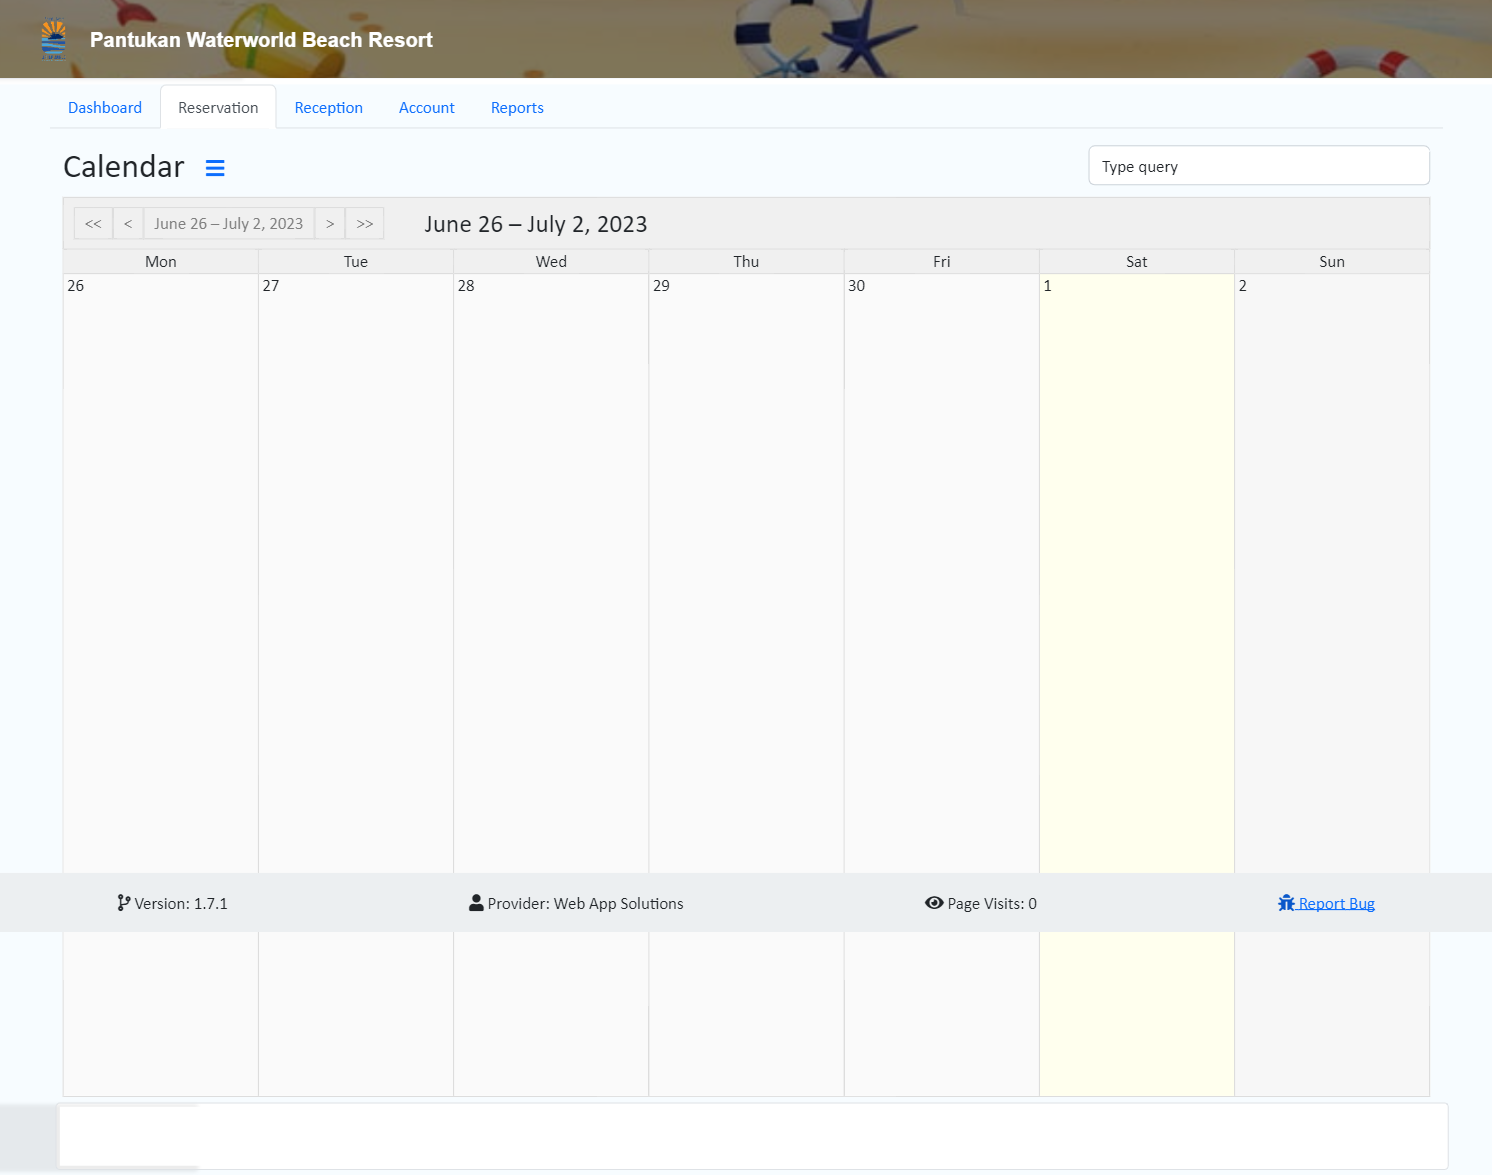 Pantukan Waterworld Beach Resort
Dashboard Reservation Reception Account Reports
Calendar
Type query
<< < June 26 – July 2, 2023 > >> June 26 – July 2, 2023
Mon Tue Wed Thu Fri Sat Sun
26 27 28 29 30 1 2
Version: 1.7.1 Provider: Web App Solutions Page Visits: 0 Report Bug